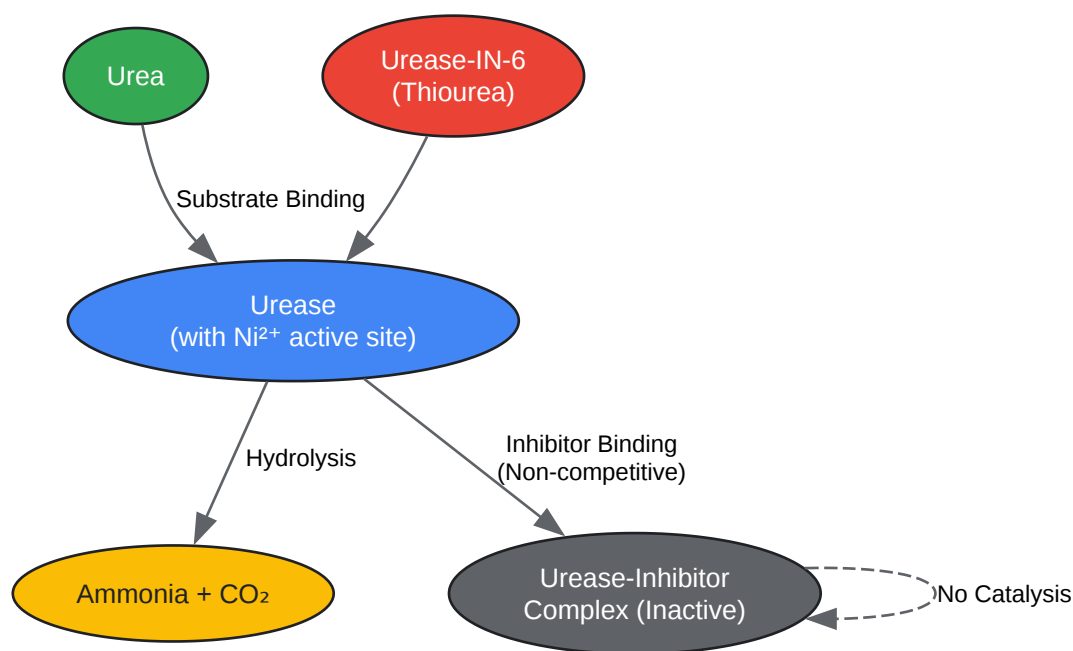 Urea
Urease-IN-6
(Thiourea)
Substrate Binding
Urease
(with Ni²⁺ active site)
Hydrolysis
Inhibitor Binding
(Non-competitive)
Ammonia + CO₂
Urease-Inhibitor
Complex (Inactive)
No Catalysis